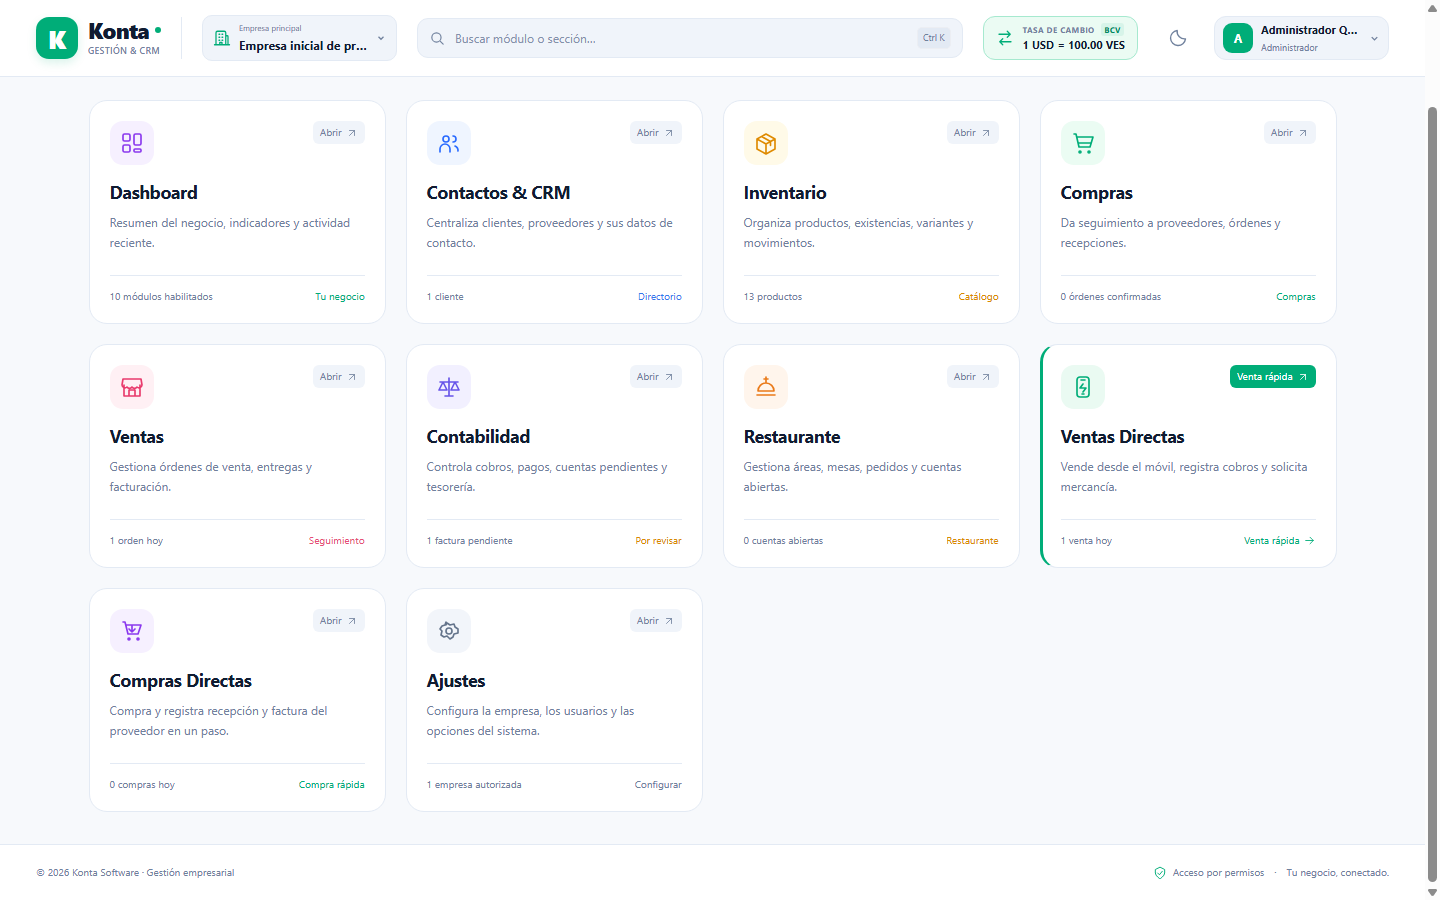 K
Konta
GESTIÓN & CRM
Empresa principal
Empresa inicial de pr...
Buscar módulo o sección...
Ctrl K
TASA DE CAMBIO BCV
1 USD = 100.00 VES
A
Administrador Q...
Administrador
Abrir
Dashboard
Resumen del negocio, indicadores y actividad
reciente.
10 módulos habilitados
Tu negocio
Abrir
Contactos & CRM
Centraliza clientes, proveedores y sus datos de
contacto.
1 cliente
Directorio
Abrir
Inventario
Organiza productos, existencias, variantes y
movimientos.
13 productos
Catálogo
Abrir
Compras
Da seguimiento a proveedores, órdenes y
recepciones.
0 órdenes confirmadas
Compras
Abrir
Ventas
Gestiona órdenes de venta, entregas y
facturación.
1 orden hoy
Seguimiento
Abrir
Contabilidad
Controla cobros, pagos, cuentas pendientes y
tesorería.
1 factura pendiente
Por revisar
Abrir
Restaurante
Gestiona áreas, mesas, pedidos y cuentas
abiertas.
0 cuentas abiertas
Restaurante
Venta rápida
Ventas Directas
Vende desde el móvil, registra cobros y solicita
mercancía.
1 venta hoy
Venta rápida →
Abrir
Compras Directas
Compra y registra recepción y factura del
proveedor en un paso.
0 compras hoy
Compra rápida
Abrir
Ajustes
Configura la empresa, los usuarios y las
opciones del sistema.
1 empresa autorizada
Configurar
© 2026 Konta Software · Gestión empresarial
Acceso por permisos · Tu negocio, conectado.